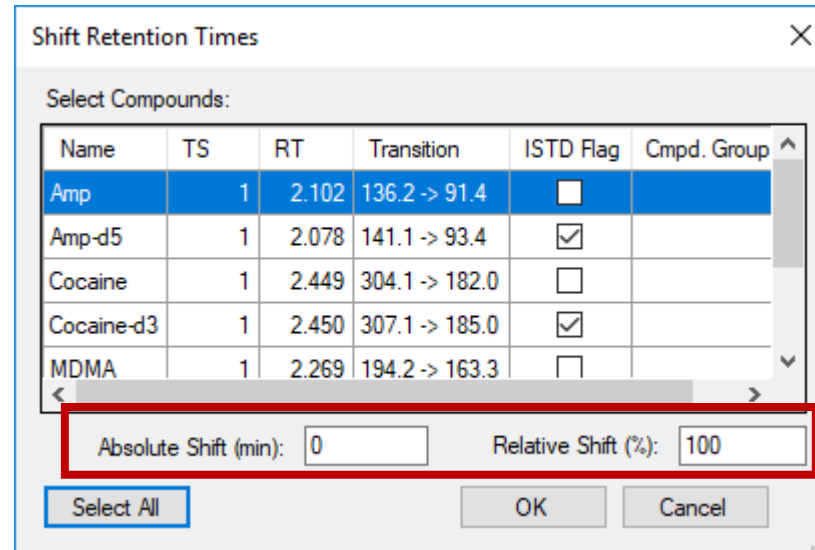 Shift Retention Times
Select Compounds:
Name TS RT Transition ISTD Flag Cmpd. Group
Amp 1 2.102 136.2 -> 91.4
Amp-d5 1 2.078 141.1 -> 93.4
Cocaine 1 2.449 304.1 -> 182.0
Cocaine-d3 1 2.450 307.1 -> 185.0
MDMA 1 2.269 194.2 -> 163.3
Absolute Shift (min): 0 Relative Shift (%): 100
Select All OK Cancel